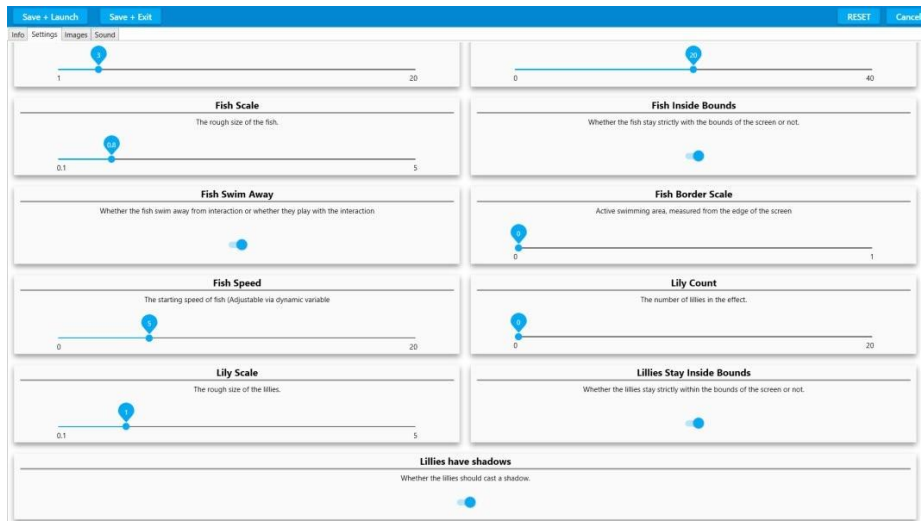 Save + Launch Save + Exit RESET Cancel
Info Settings Images Sound
3 20
1 20 0 40
Fish Scale
The rough size of the fish.
0.8
0.1 5
Fish Inside Bounds
Whether the fish stay strictly with the bounds of the screen or not.
Fish Swim Away
Whether the fish swim away from interaction or whether they play with the interaction
Fish Border Scale
Active swimming area, measured from the edge of the screen
0
0 1
Fish Speed
The starting speed of fish (Adjustable via dynamic variable
5
0 20
Lily Count
The number of lillies in the effect.
0
0 20
Lily Scale
The rough size of the lillies.
1
0.1 5
Lillies Stay Inside Bounds
Whether the lillies stay strictly within the bounds of the screen or not.
Lillies have shadows
Whether the lillies should cast a shadow.